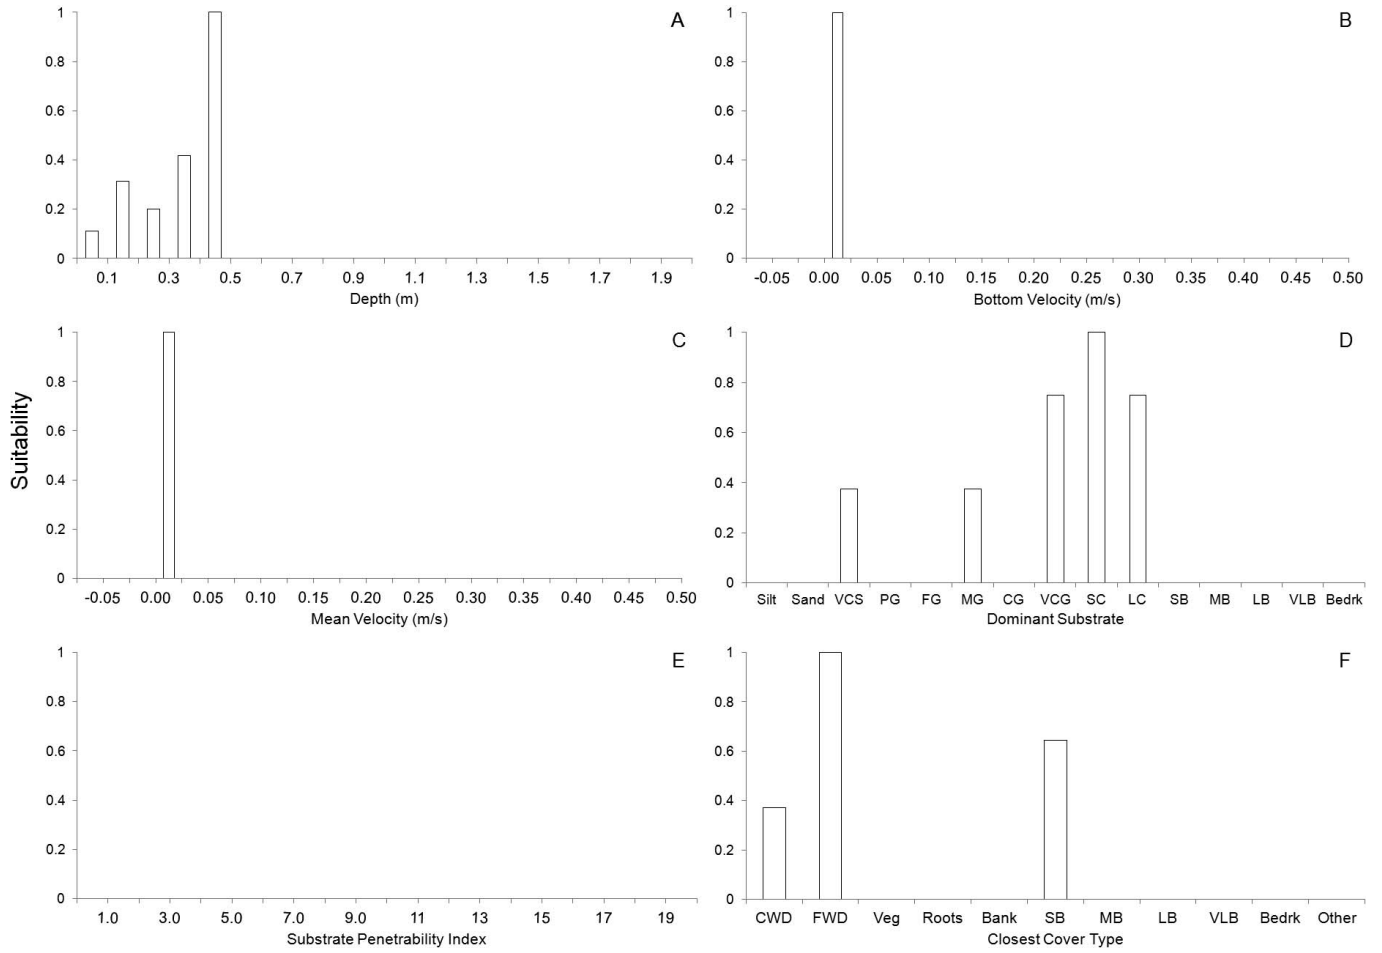 A
1
0.8
0.6
0.4
0.2
0
0.1 0.3 0.5 0.7 0.9 1.1 1.3 1.5 1.7 1.9
Depth (m)
B
1
0.8
0.6
0.4
0.2
0
-0.05 0.00 0.05 0.10 0.15 0.20 0.25 0.30 0.35 0.40 0.45 0.50
Bottom Velocity (m/s)
Suitability
C
1
0.8
0.6
0.4
0.2
0
-0.05 0.00 0.05 0.10 0.15 0.20 0.25 0.30 0.35 0.40 0.45 0.50
Mean Velocity (m/s)
D
1
0.8
0.6
0.4
0.2
0
Silt Sand VCS PG FG MG CG VCG SC LC SB MB LB VLB Bedrk
Dominant Substrate
E
1
0.8
0.6
0.4
0.2
0
1.0 3.0 5.0 7.0 9.0 11 13 15 17 19
Substrate Penetrability Index
F
1
0.8
0.6
0.4
0.2
0
CWD FWD Veg Roots Bank SB MB LB VLB Bedrk Other
Closest Cover Type